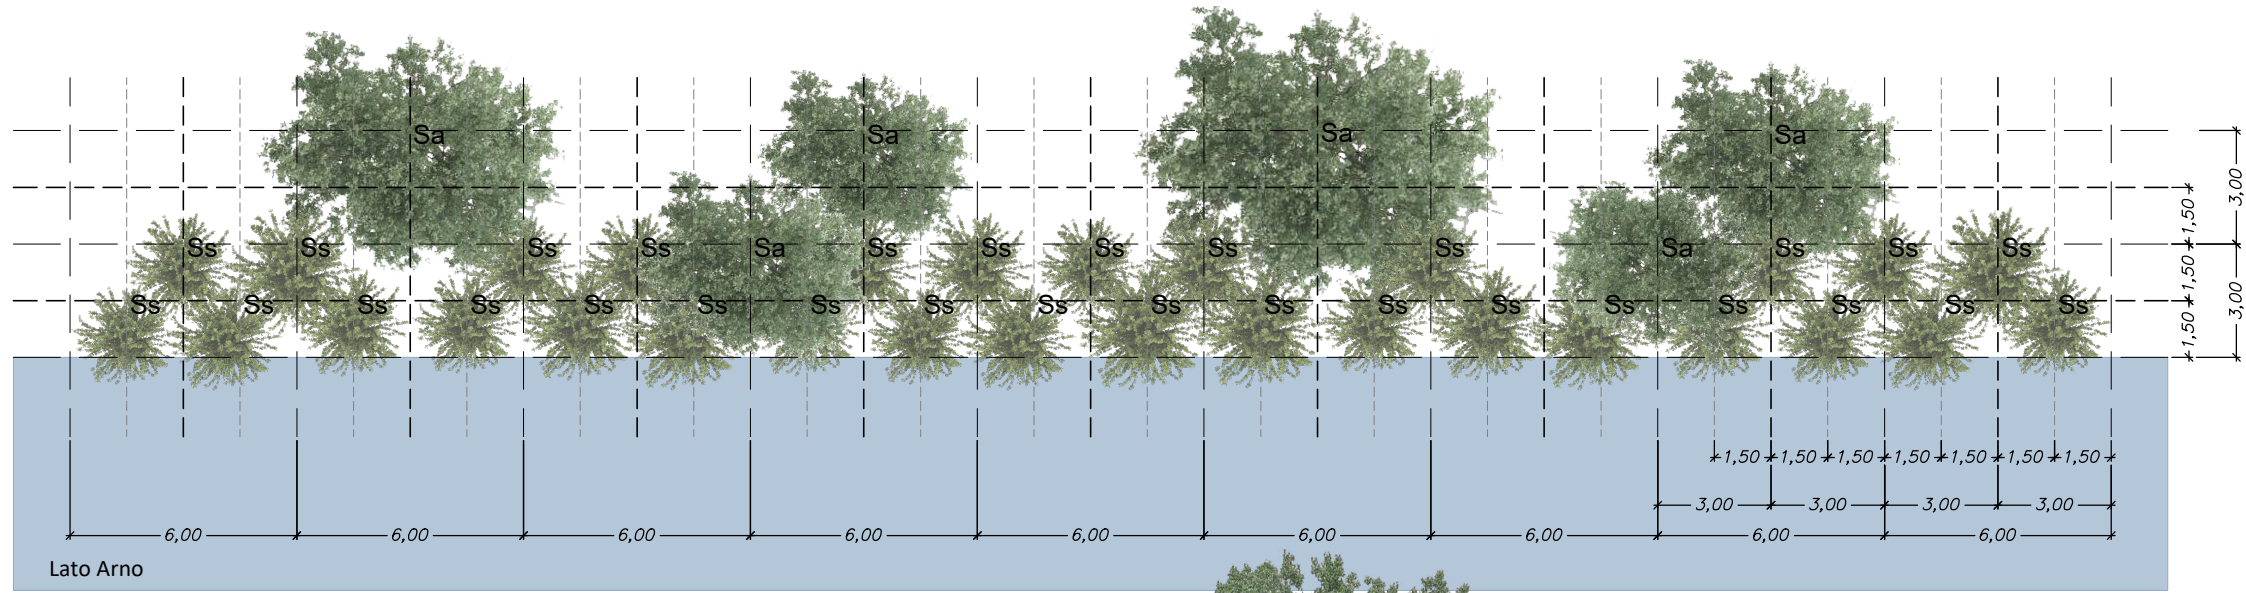 Sa Sa Sa Sa
3,00
1,50
Ss Ss Ss Ss Sa Ss Ss Ss Ss Ss Sa Ss Ss Ss
1,50
Ss Ss Ss Ss Ss Ss Ss Ss Ss Ss Ss Ss Ss Ss Ss Ss Ss Ss
3,00
1,50
1,50 1,50 1,50 1,50 1,50 1,50 1,50
3,00 3,00 3,00 3,00
6,00 6,00 6,00 6,00 6,00 6,00 6,00 6,00 6,00
Lato Arno